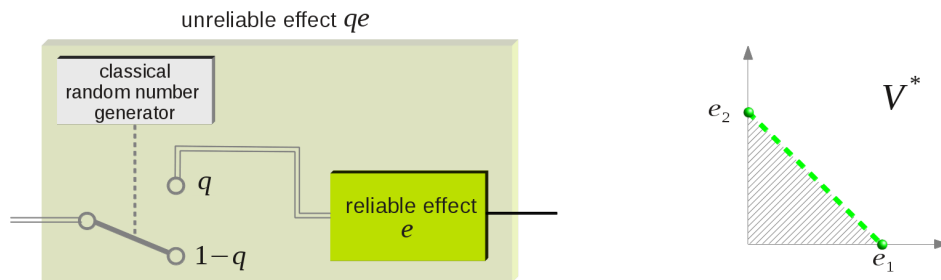 unreliable effect qe
classical
random number
generator
q
1−q
reliable effect
e
V*
e₂
e₁